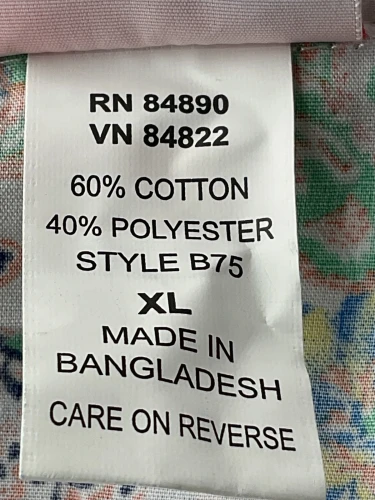 RN 84890
VN 84822
60% COTTON
40% POLYESTER
STYLE B75
XL
MADE IN
BANGLADESH
CARE ON REVERSE